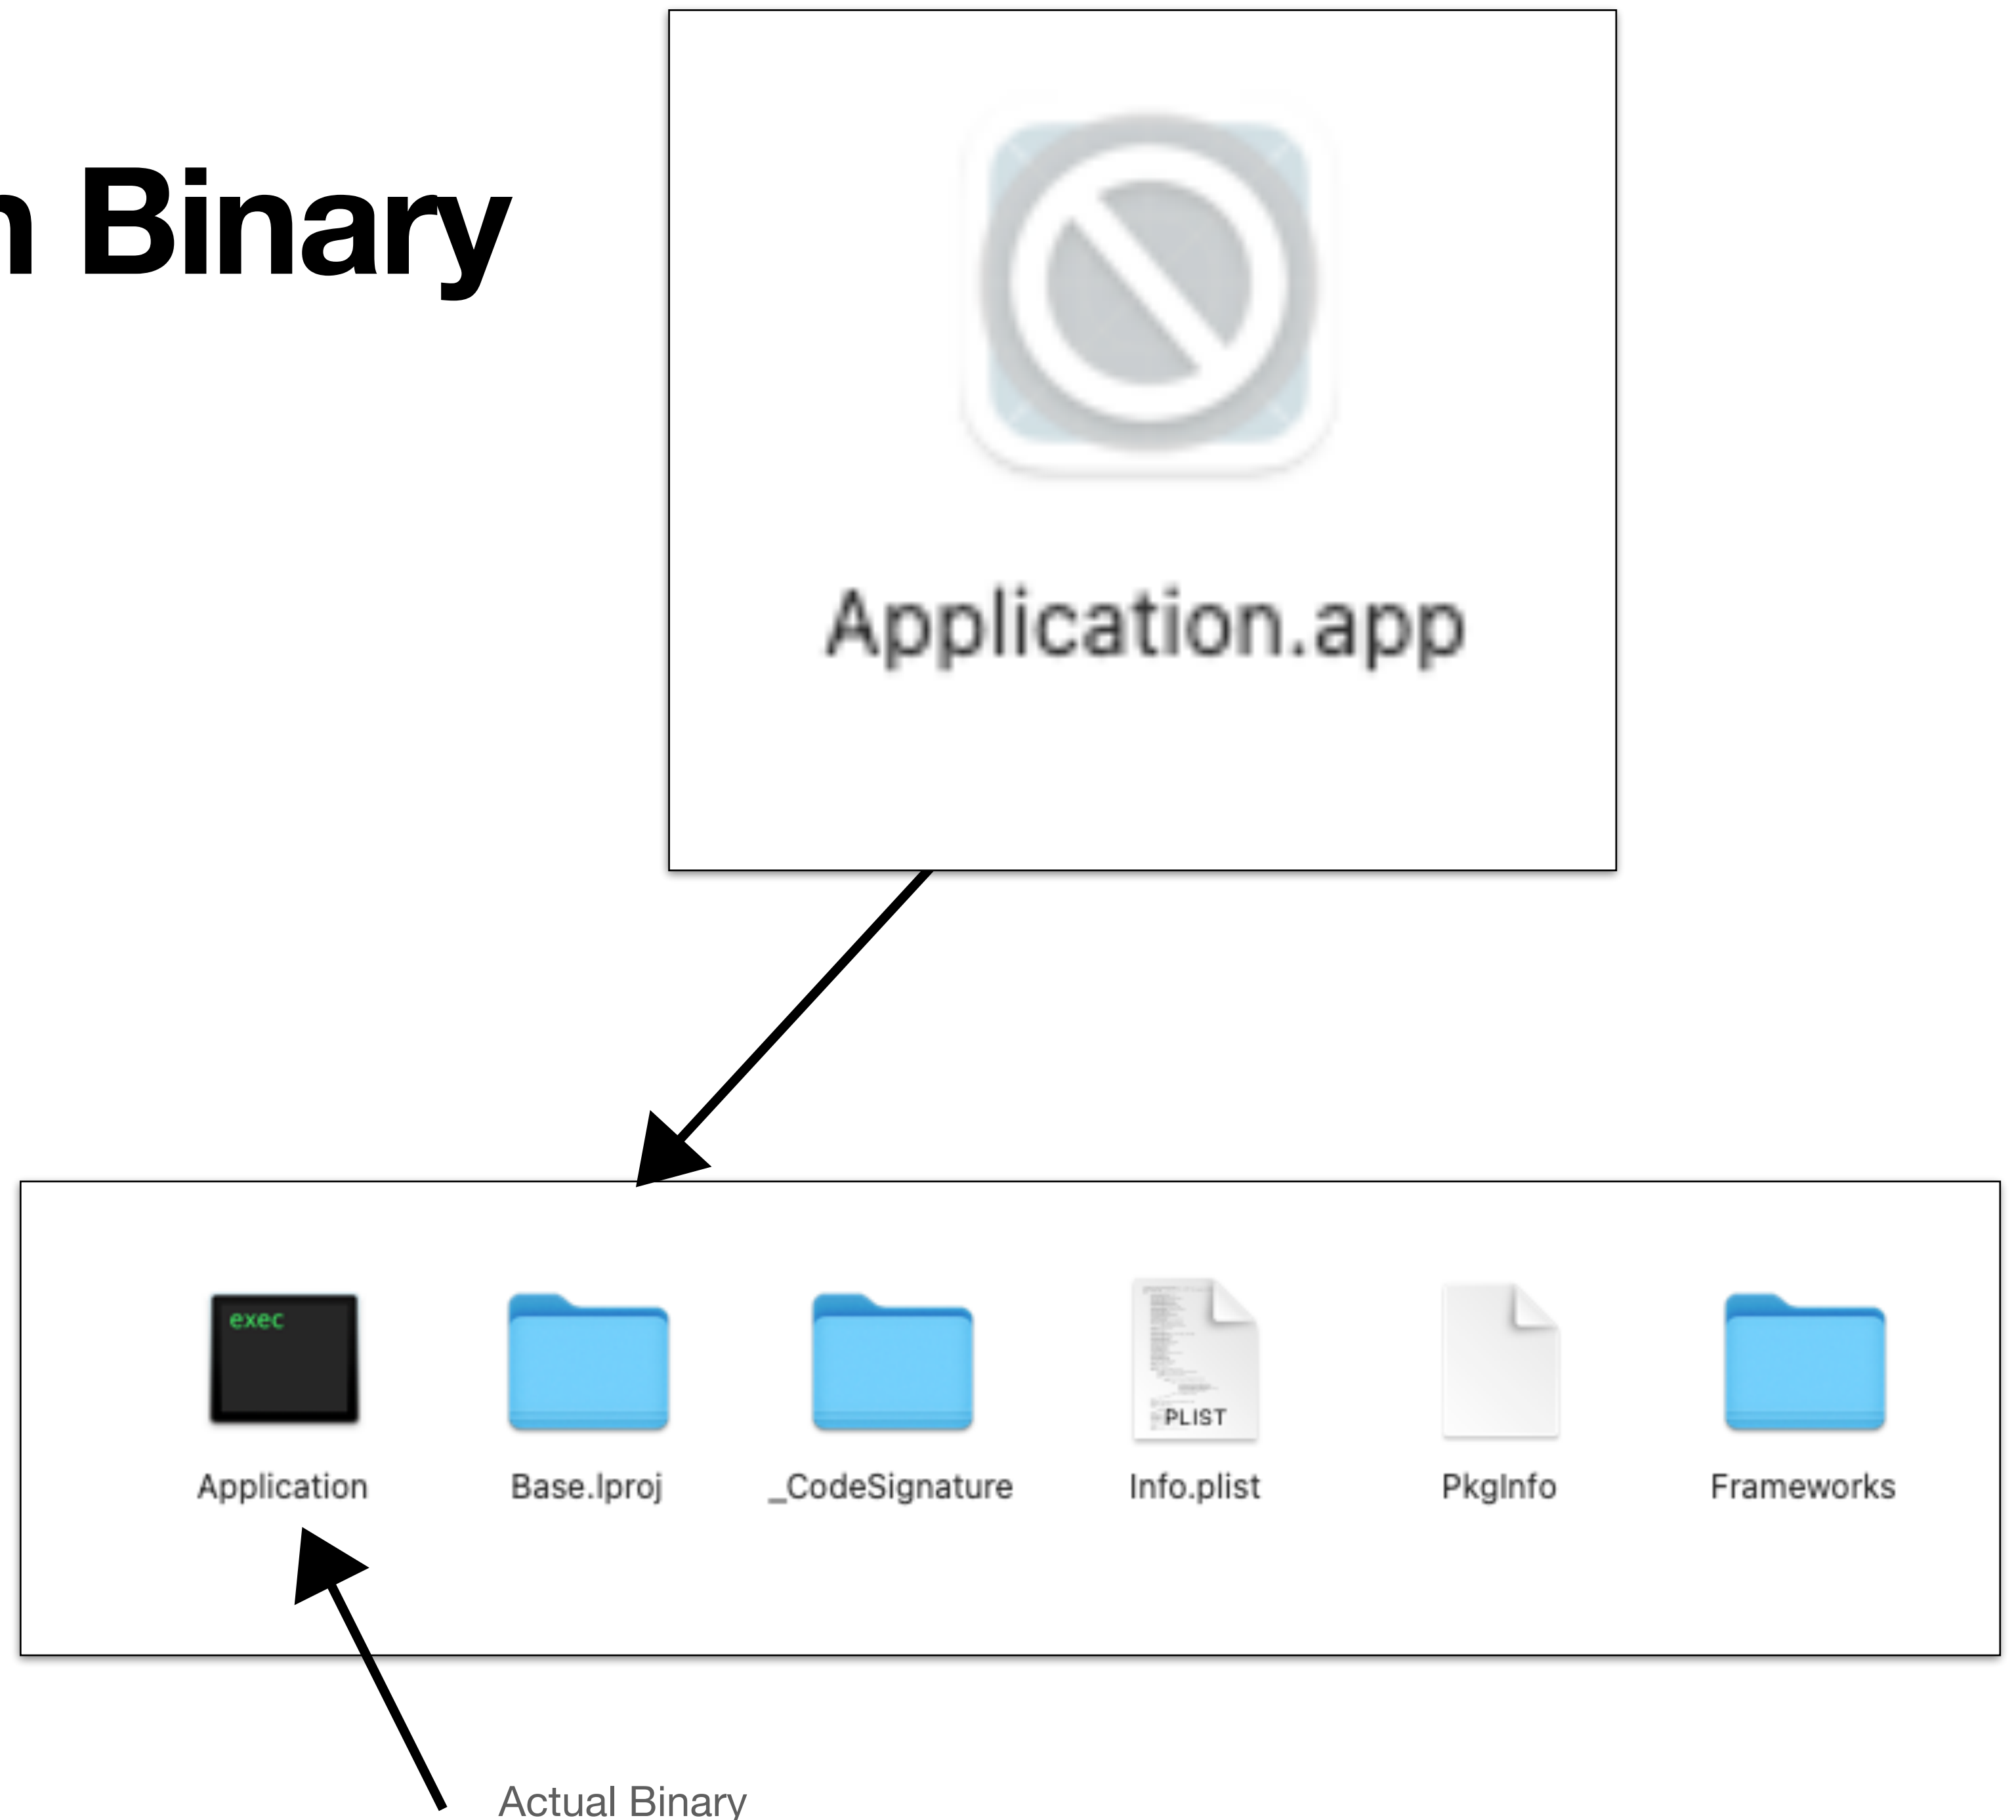 n Binary
Application.app
exec
PLIST
Application Base.lproj _CodeSignature Info.plist PkgInfo Frameworks
Actual Binary